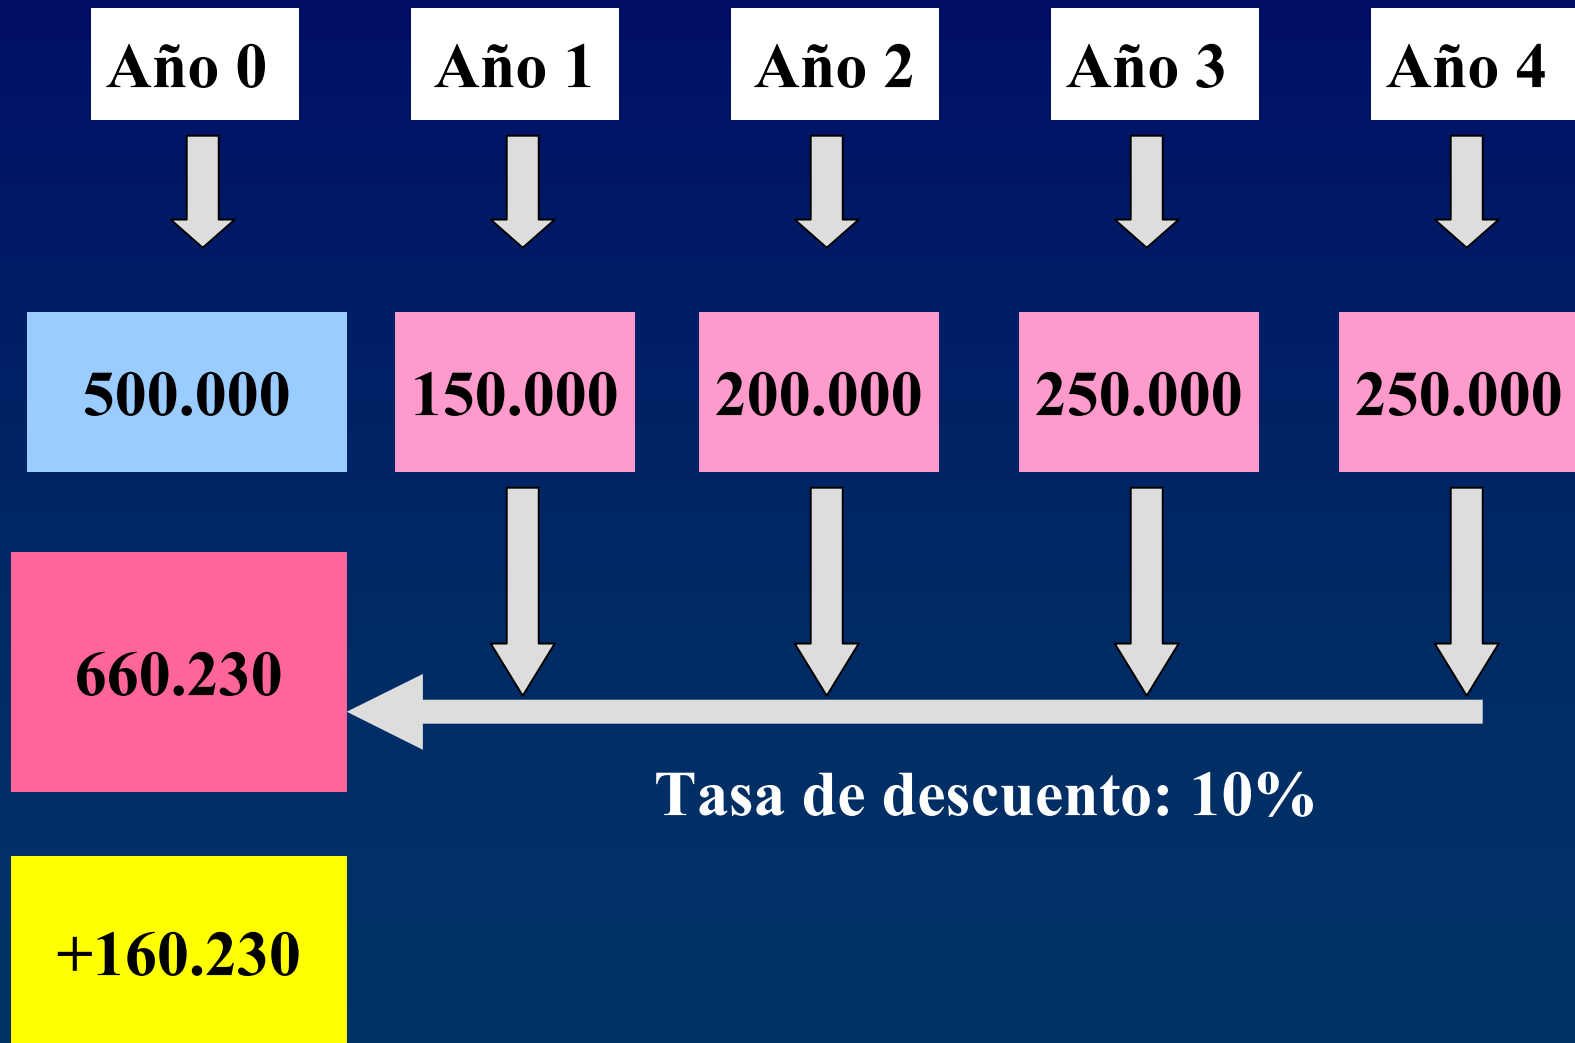 Año 0
Año 1
Año 2
Año 3
Año 4
500.000
150.000
200.000
250.000
250.000
660.230
Tasa de descuento: 10%
+160.230